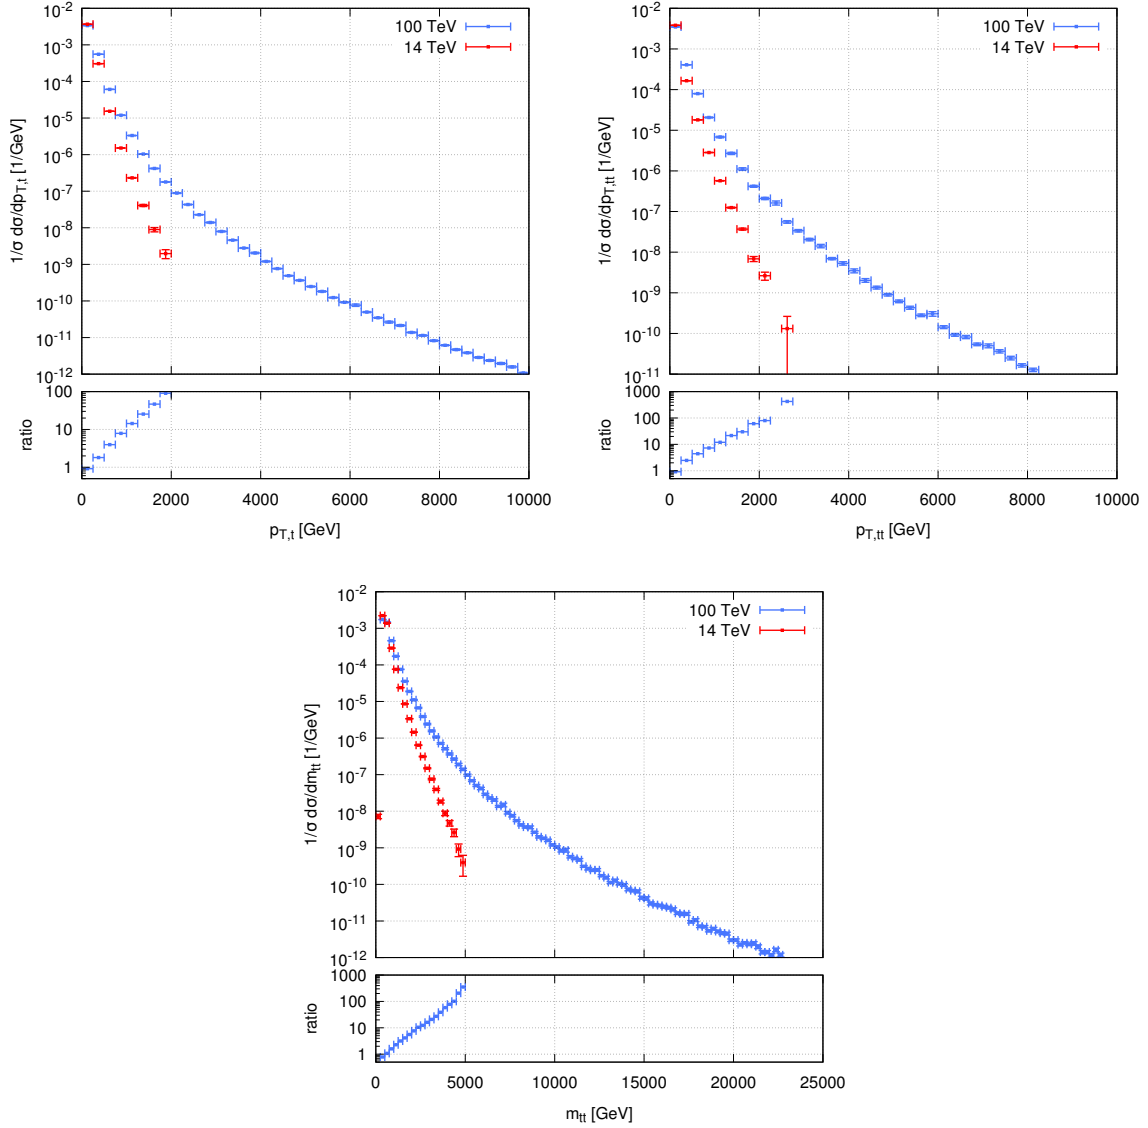 10^-2
10^-3
10^-4
10^-5
10^-6
10^-7
10^-8
10^-9
10^-10
10^-11
10^-12
1/σ dσ/dp_T,t [1/GeV]
100 TeV
14 TeV
100
10
1
ratio
0 2000 4000 6000 8000 10000
p_T,t [GeV]
10^-2
10^-3
10^-4
10^-5
10^-6
10^-7
10^-8
10^-9
10^-10
10^-11
1/σ dσ/dp_T,tt [1/GeV]
100 TeV
14 TeV
1000
100
10
1
ratio
0 2000 4000 6000 8000 10000
p_T,tt [GeV]
10^-2
10^-3
10^-4
10^-5
10^-6
10^-7
10^-8
10^-9
10^-10
10^-11
10^-12
1/σ dσ/dm_tt [1/GeV]
100 TeV
14 TeV
1000
100
10
1
ratio
0 5000 10000 15000 20000 25000
m_tt [GeV]